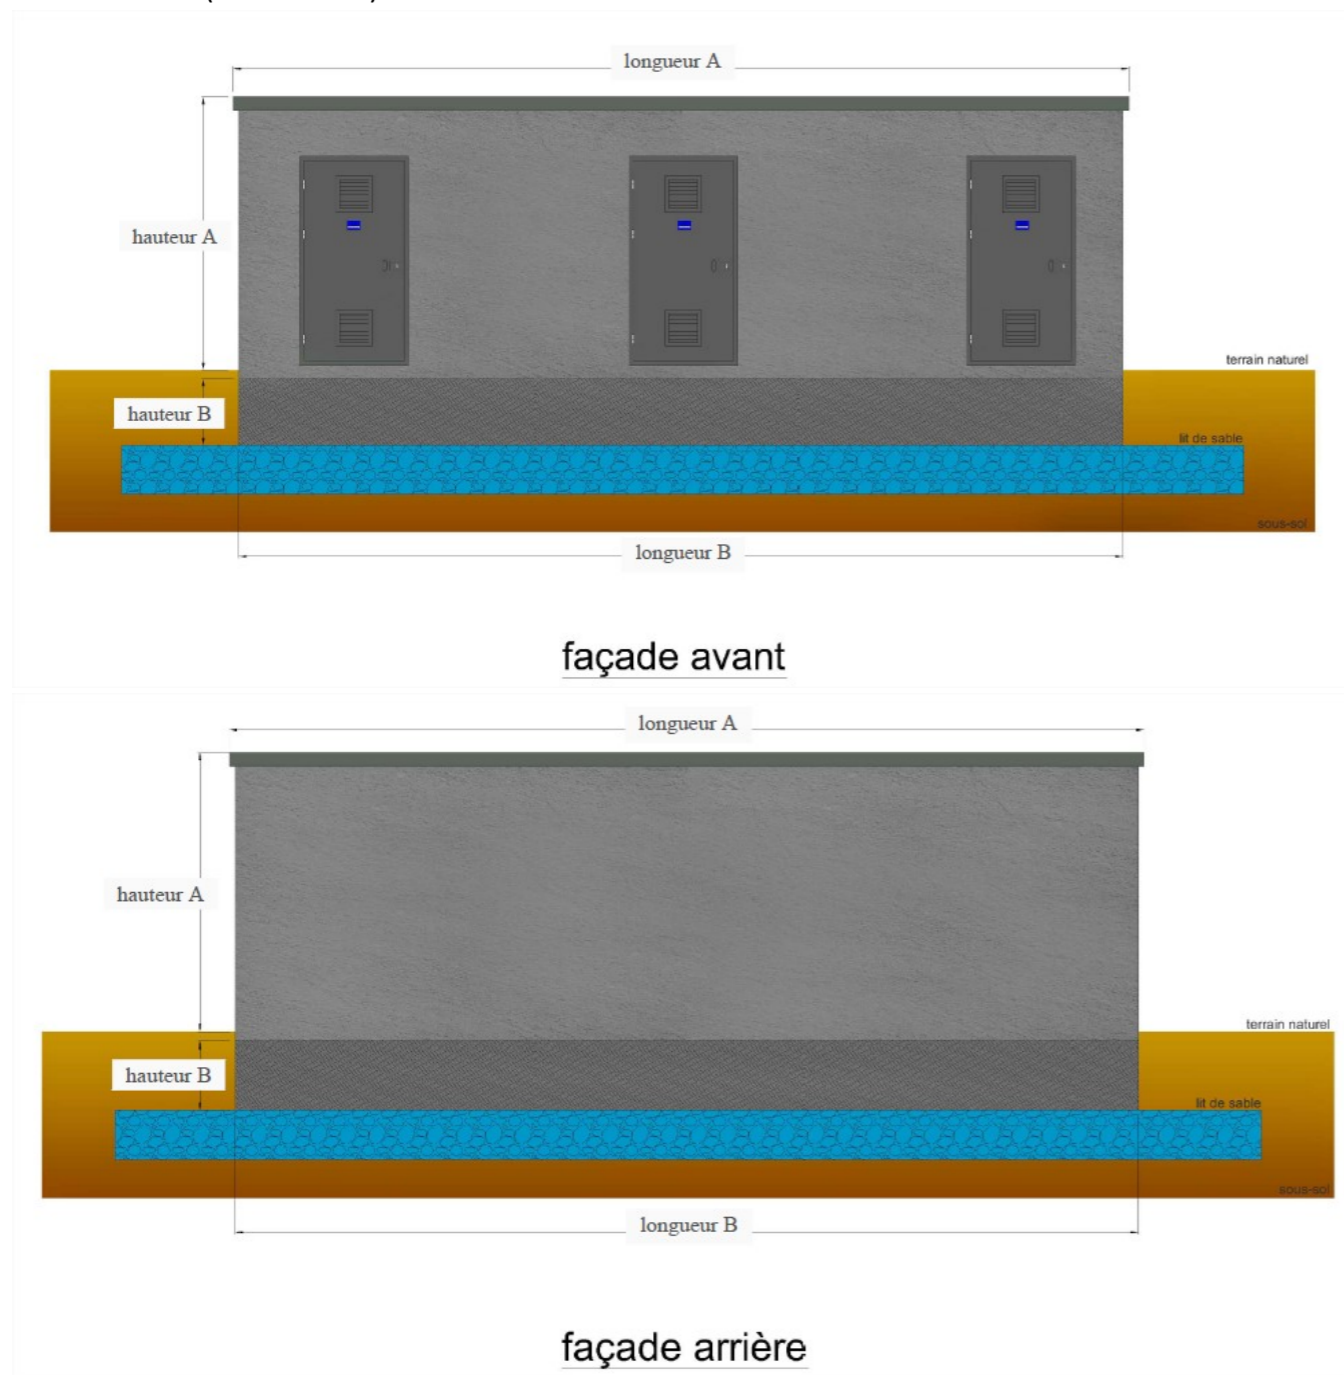 longueur A
hauteur A
terrain naturel
hauteur B
lit de sable
sous-sol
longueur B
façade avant
longueur A
hauteur A
terrain naturel
hauteur B
lit de sable
sous-sol
longueur B
façade arrière